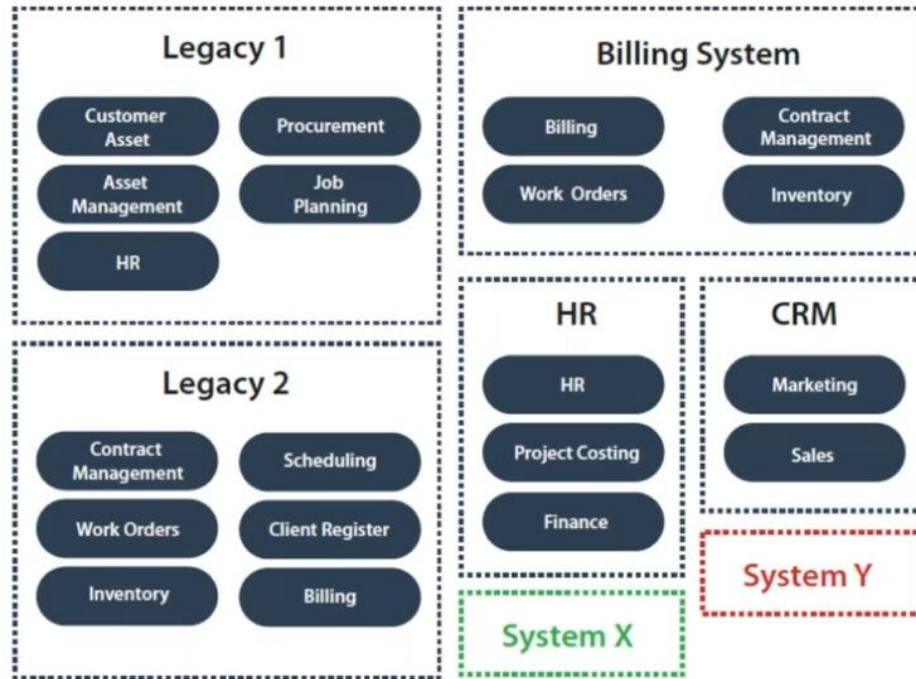 Legacy 1
Customer
Asset
Procurement
Asset
Management
Job
Planning
HR
Billing System
Billing
Contract
Management
Work Orders
Inventory
Legacy 2
Contract
Management
Scheduling
Work Orders
Client Register
Inventory
Billing
HR
HR
Project Costing
Finance
CRM
Marketing
Sales
System X
System Y